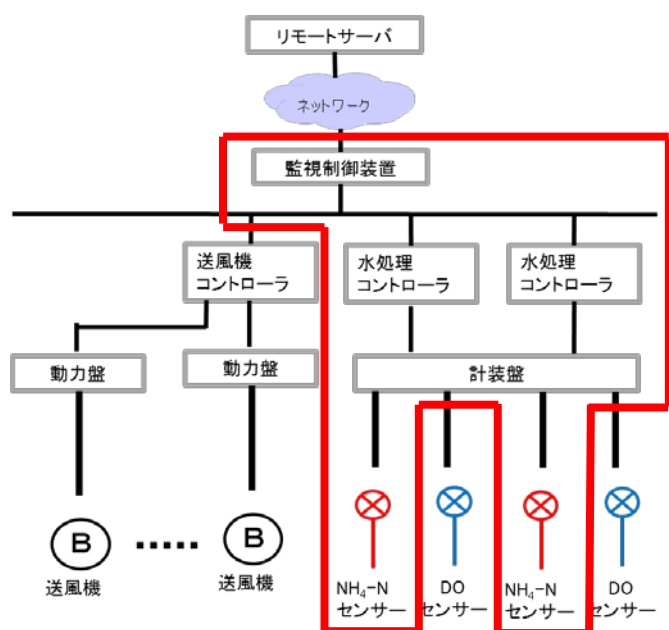 リモートサーバ
ネットワーク
監視制御装置
送風機
コントローラ
水処理
コントローラ
水処理
コントローラ
動力盤
動力盤
計装盤
B
送風機
.....
B
送風機
NH₄-N
センサー
DO
センサー
NH₄-N
センサー
DO
センサー